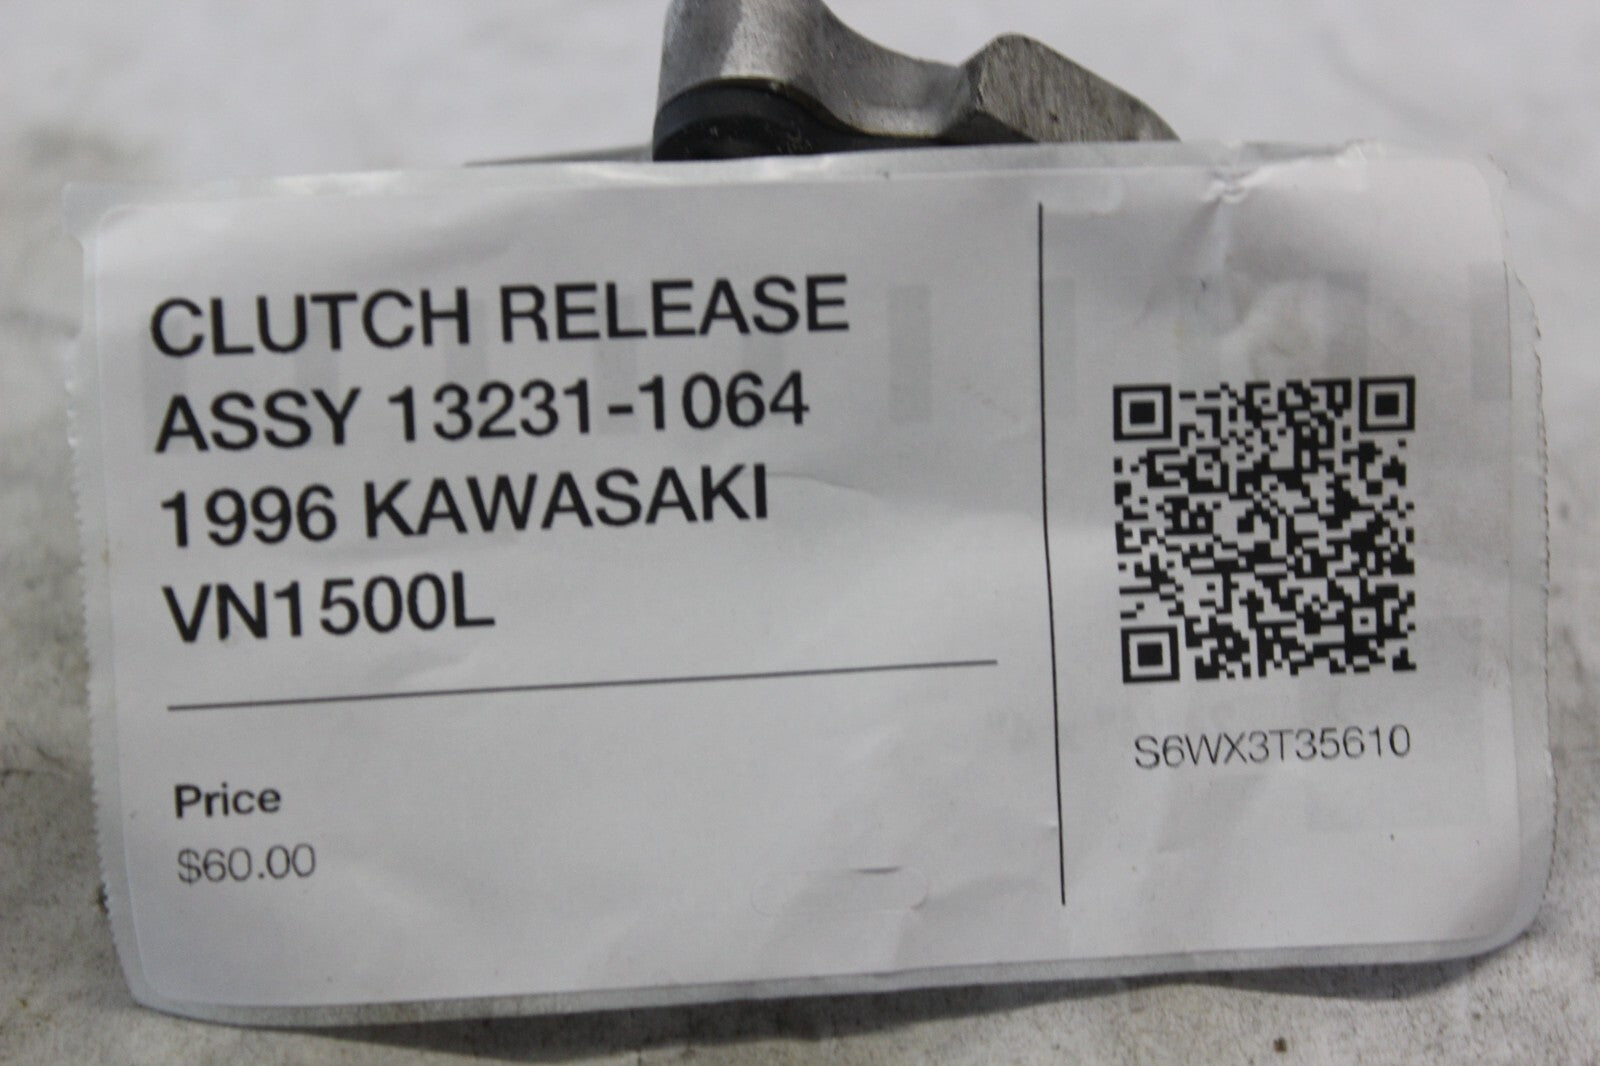 CLUTCH RELEASE
ASSY 13231-1064
1996 KAWASAKI
VN1500L
Price
$60.00
S6WX3T35610